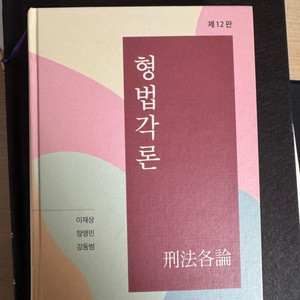 제12판
형법각론
이재상
장영민
강동범
刑法各論